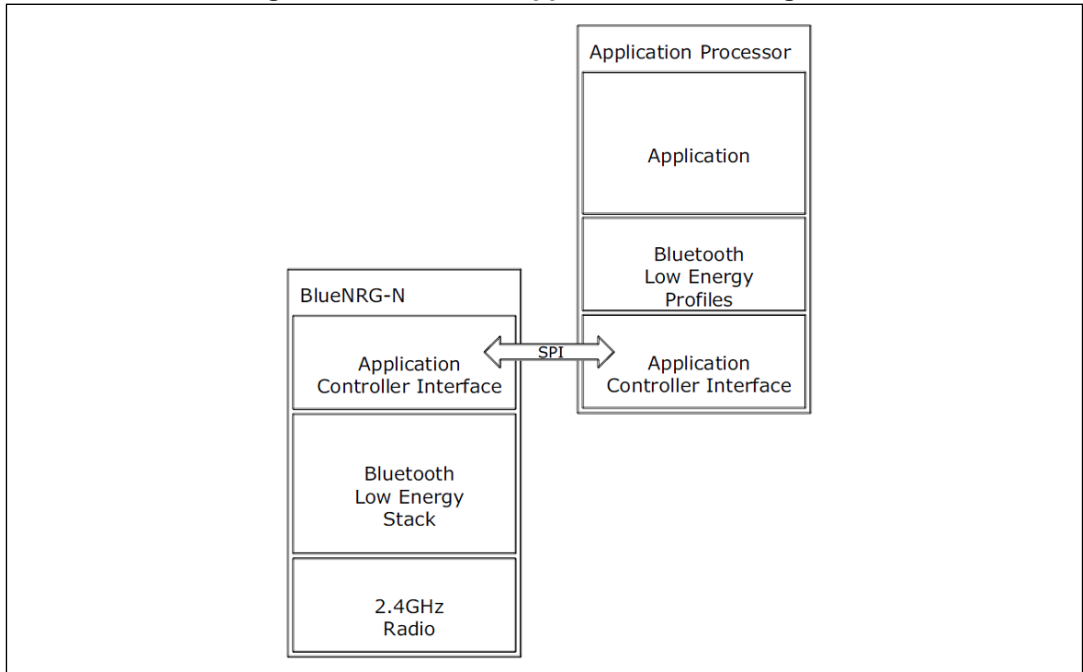 Application Processor
Application
Bluetooth
Low Energy
Profiles
Application
Controller Interface
SPI
BlueNRG-N
Application
Controller Interface
Bluetooth
Low Energy
Stack
2.4GHz
Radio